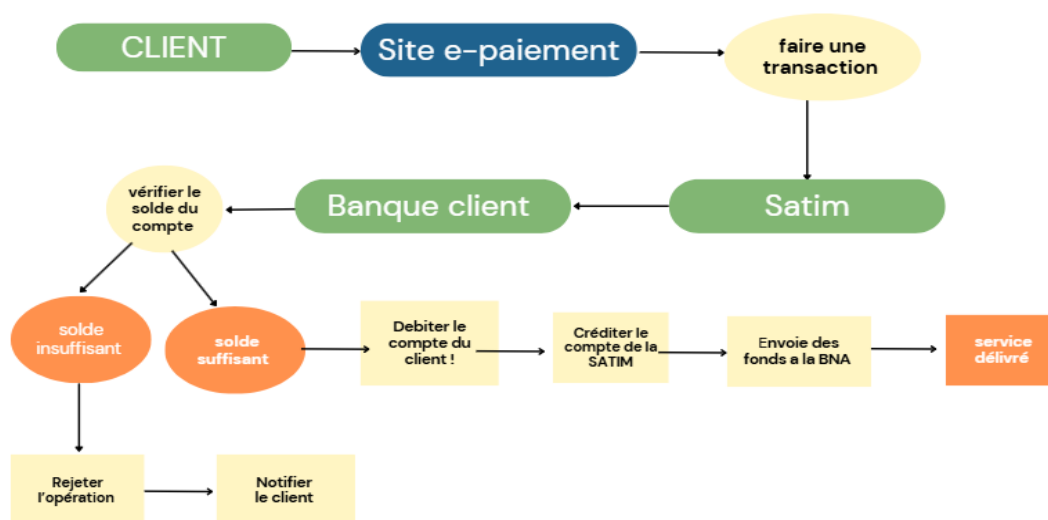 CLIENT
Site e-paiement
faire une
transaction
vérifier le
solde du
compte
Banque client
Satim
solde
insuffisant
solde
suffisant
Debiter le
compte du
client !
Créditer le
compte de la
SATIM
Envoie des
fonds a la BNA
service
délivré
Rejeter
l'opération
Notifier
le client